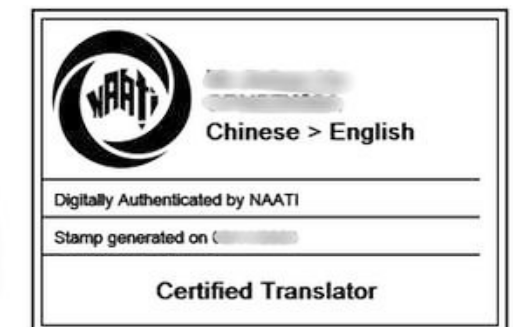 NAATI
Chinese > English
Digitally Authenticated by NAATI
Stamp generated on
Certified Translator